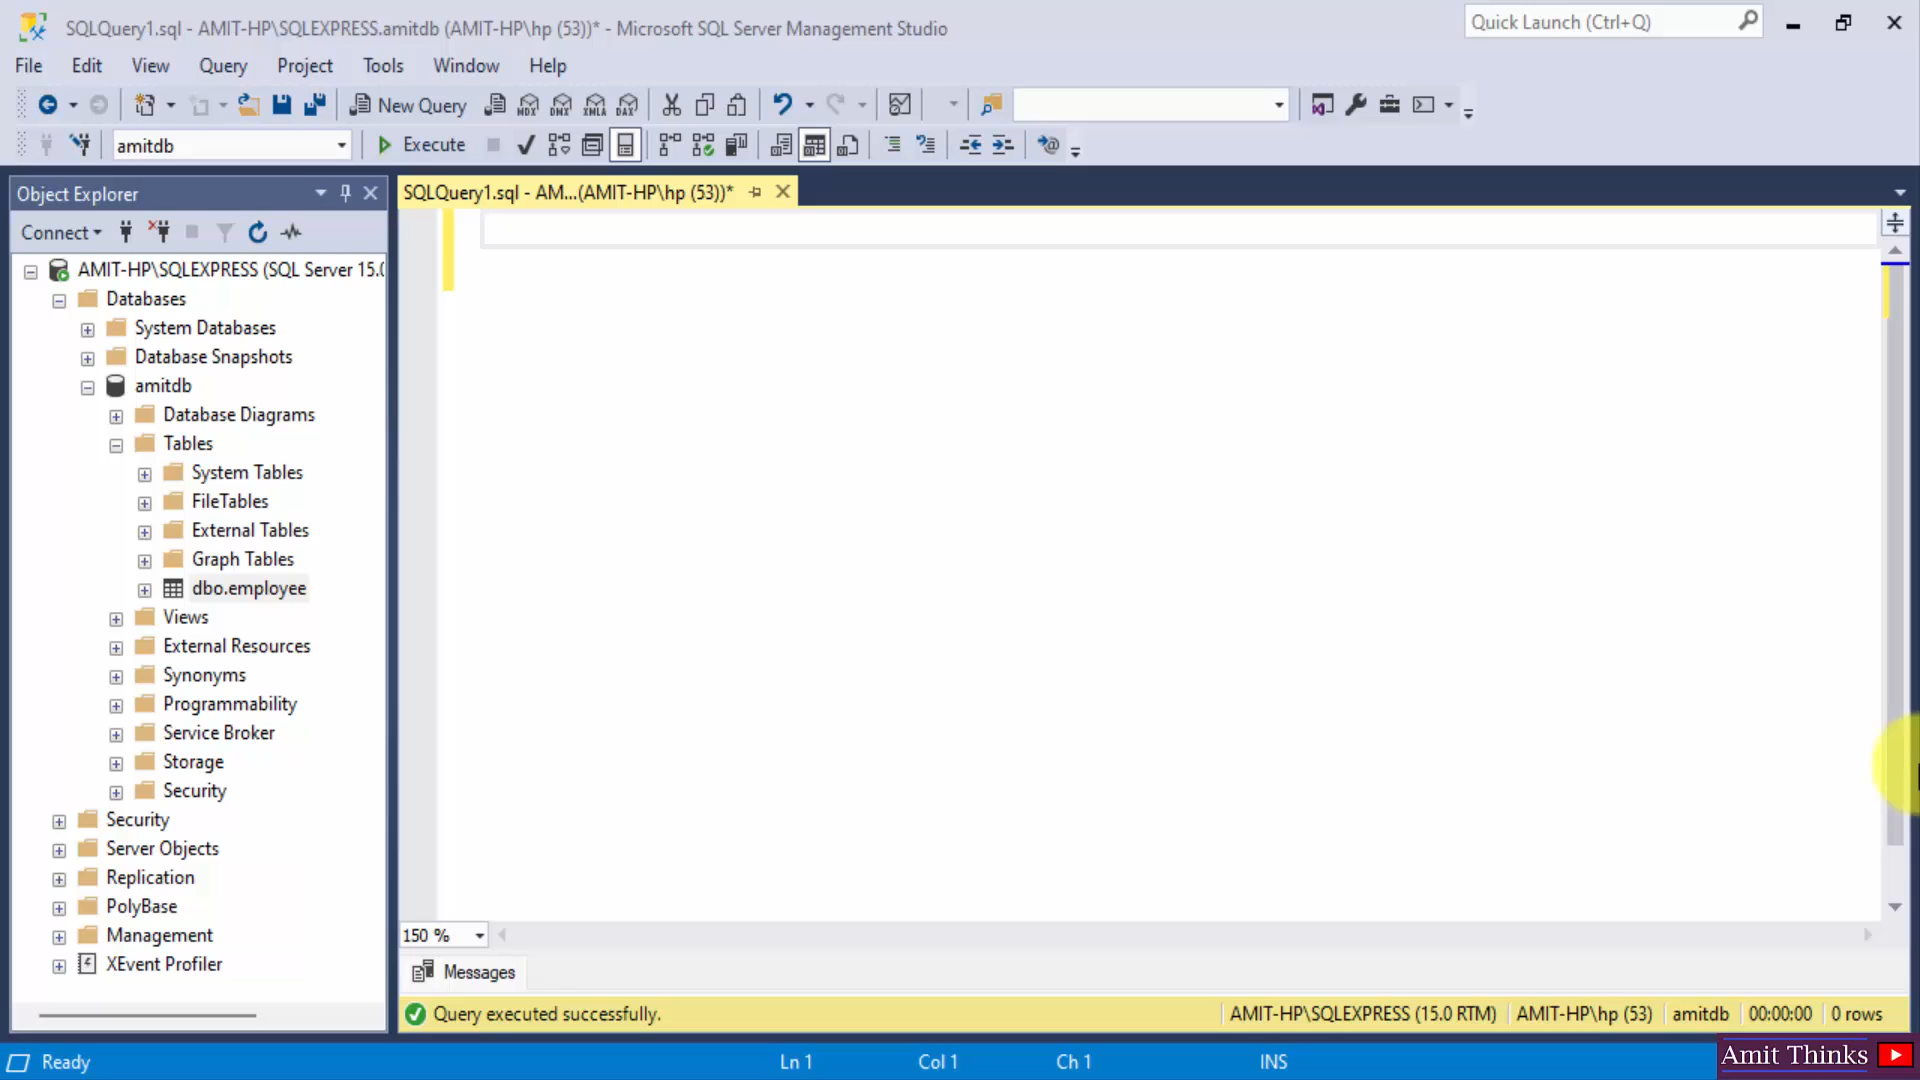 SQLQuery1.sql - AMIT-HP\SQLEXPRESS.amitdb (AMIT-HP\hp (53))* - Microsoft SQL Server Management Studio
Quick Launch (Ctrl+Q)
File Edit View Query Project Tools Window Help
New Query MDX DMX XMLA DAX
amitdb Execute
Object Explorer
SQLQuery1.sql - AM...(AMIT-HP\hp (53))*
Connect
AMIT-HP\SQLEXPRESS (SQL Server 15.0
Databases
System Databases
Database Snapshots
amitdb
Database Diagrams
Tables
System Tables
FileTables
External Tables
Graph Tables
dbo.employee
Views
External Resources
Synonyms
Programmability
Service Broker
Storage
Security
Security
Server Objects
Replication
PolyBase
Management
XEvent Profiler
150 %
Messages
Query executed successfully.
AMIT-HP\SQLEXPRESS (15.0 RTM) AMIT-HP\hp (53) amitdb 00:00:00 0 rows
Ready Ln 1 Col 1 Ch 1 INS
Amit Thinks